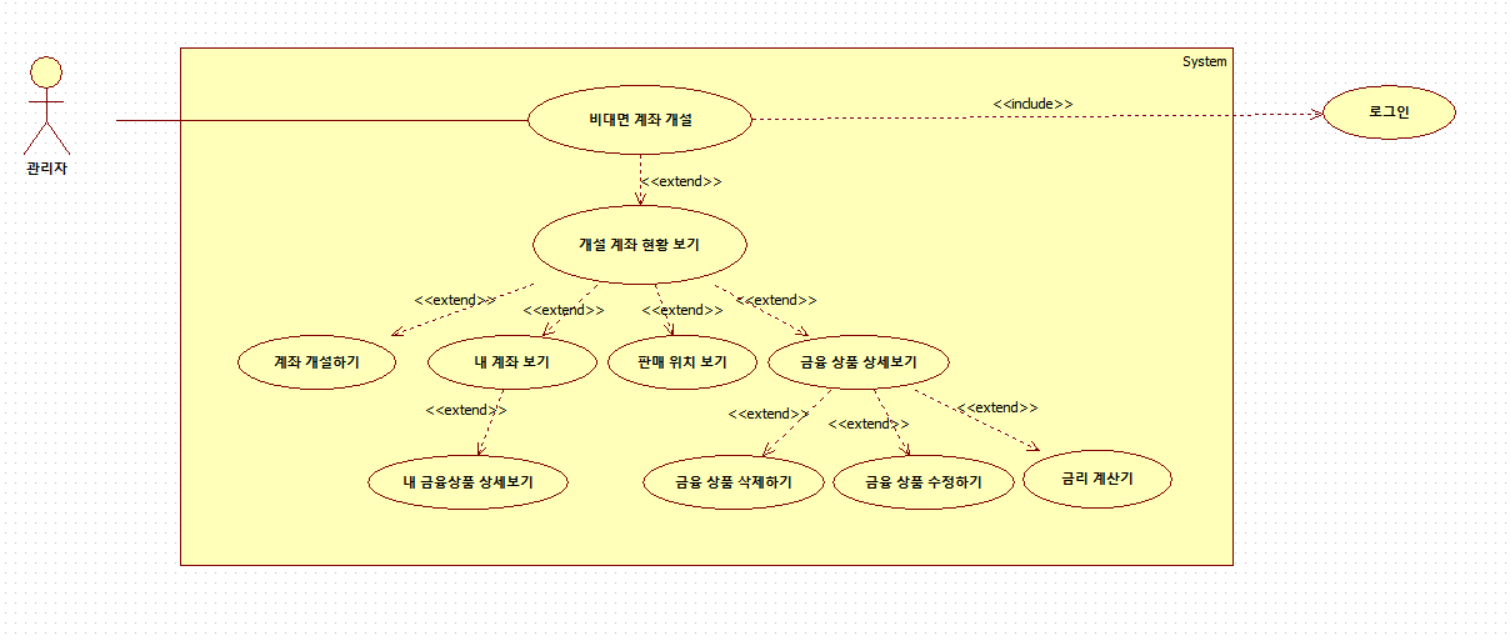 System
관리자
비대면 계좌 개설
<<include>>
로그인
<<extend>>
개설 계좌 현황 보기
<<extend>>
<<extend>>
<<extend>>
<<extend>>
계좌 개설하기
내 계좌 보기
판매 위치 보기
금융 상품 상세보기
<<extend>>
<<extend>>
<<extend>>
<<extend>>
내 금융상품 상세보기
금융 상품 삭제하기
금융 상품 수정하기
금리 계산기